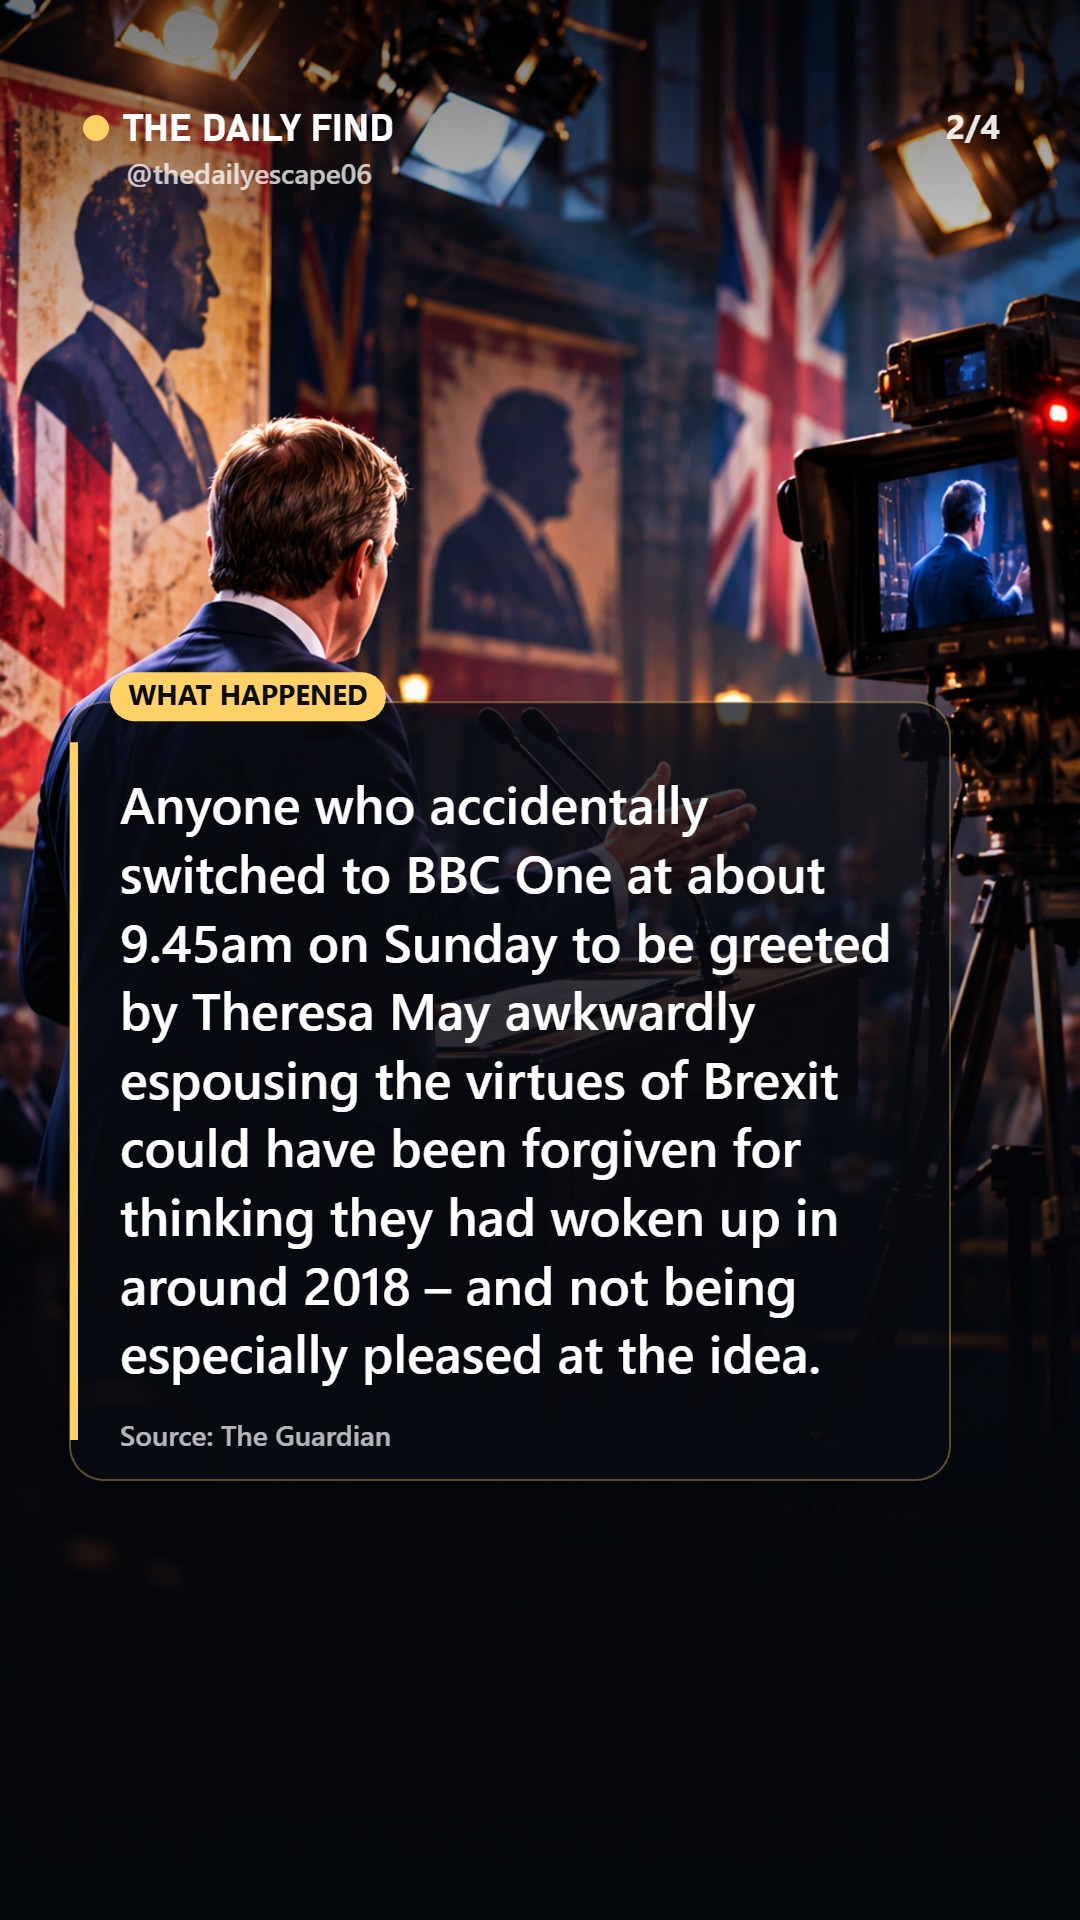 THE DAILY FIND
2/4
@thedailyescape06
WHAT HAPPENED
Anyone who accidentally
switched to BBC One at about
9.45am on Sunday to be greeted
by Theresa May awkwardly
espousing the virtues of Brexit
could have been forgiven for
thinking they had woken up in
around 2018 – and not being
especially pleased at the idea.
Source: The Guardian